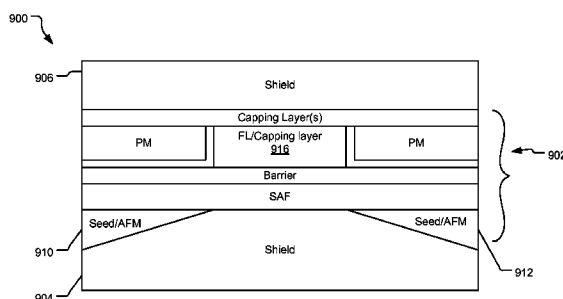 900
906
Shield
Capping Layer(s)
PM
FL/Capping layer
916
PM
902
Barrier
SAF
Seed/AFM
Seed/AFM
910
Shield
912
904